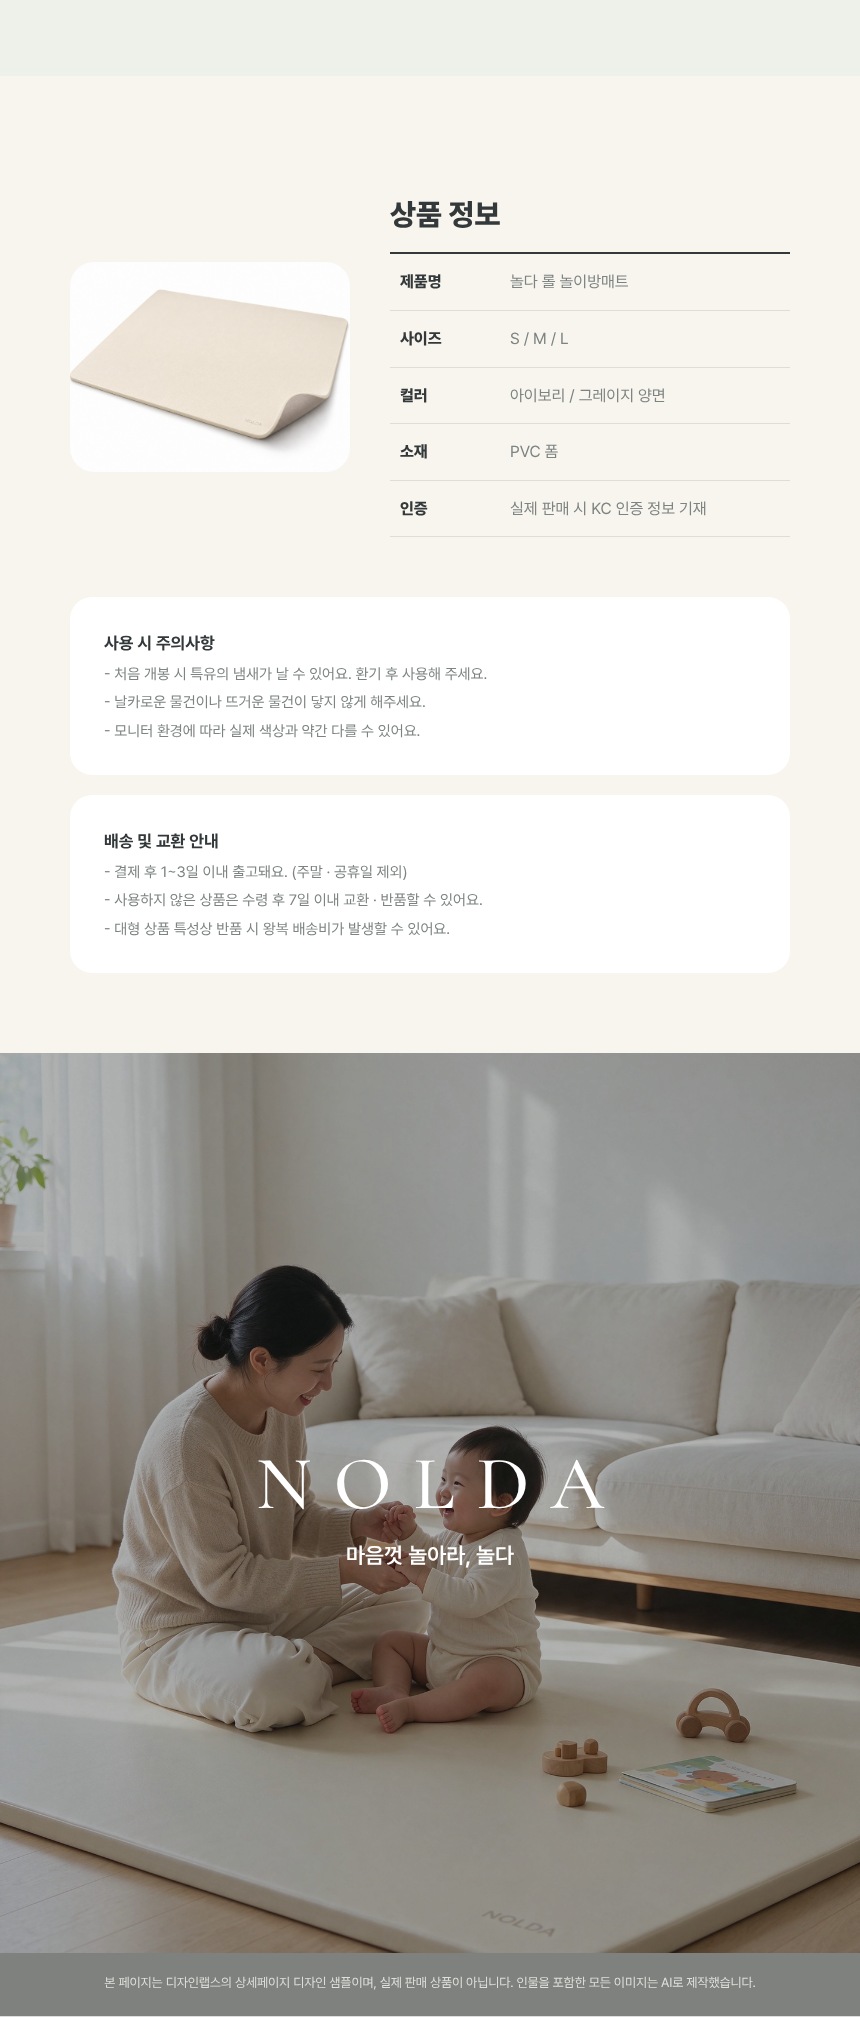 상품 정보
제품명 놀다 롤 놀이방매트
사이즈 S / M / L
컬러 아이보리 / 그레이지 양면
소재 PVC 폼
인증 실제 판매 시 KC 인증 정보 기재
사용 시 주의사항
- 처음 개봉 시 특유의 냄새가 날 수 있어요. 환기 후 사용해 주세요.
- 날카로운 물건이나 뜨거운 물건이 닿지 않게 해주세요.
- 모니터 환경에 따라 실제 색상과 약간 다를 수 있어요.
배송 및 교환 안내
- 결제 후 1~3일 이내 출고돼요. (주말 · 공휴일 제외)
- 사용하지 않은 상품은 수령 후 7일 이내 교환 · 반품할 수 있어요.
- 대형 상품 특성상 반품 시 왕복 배송비가 발생할 수 있어요.
NOLDA
마음껏 놀아라, 놀다
NOLDA
본 페이지는 디자인랩스의 상세페이지 디자인 샘플이며, 실제 판매 상품이 아닙니다. 인물을 포함한 모든 이미지는 AI로 제작했습니다.